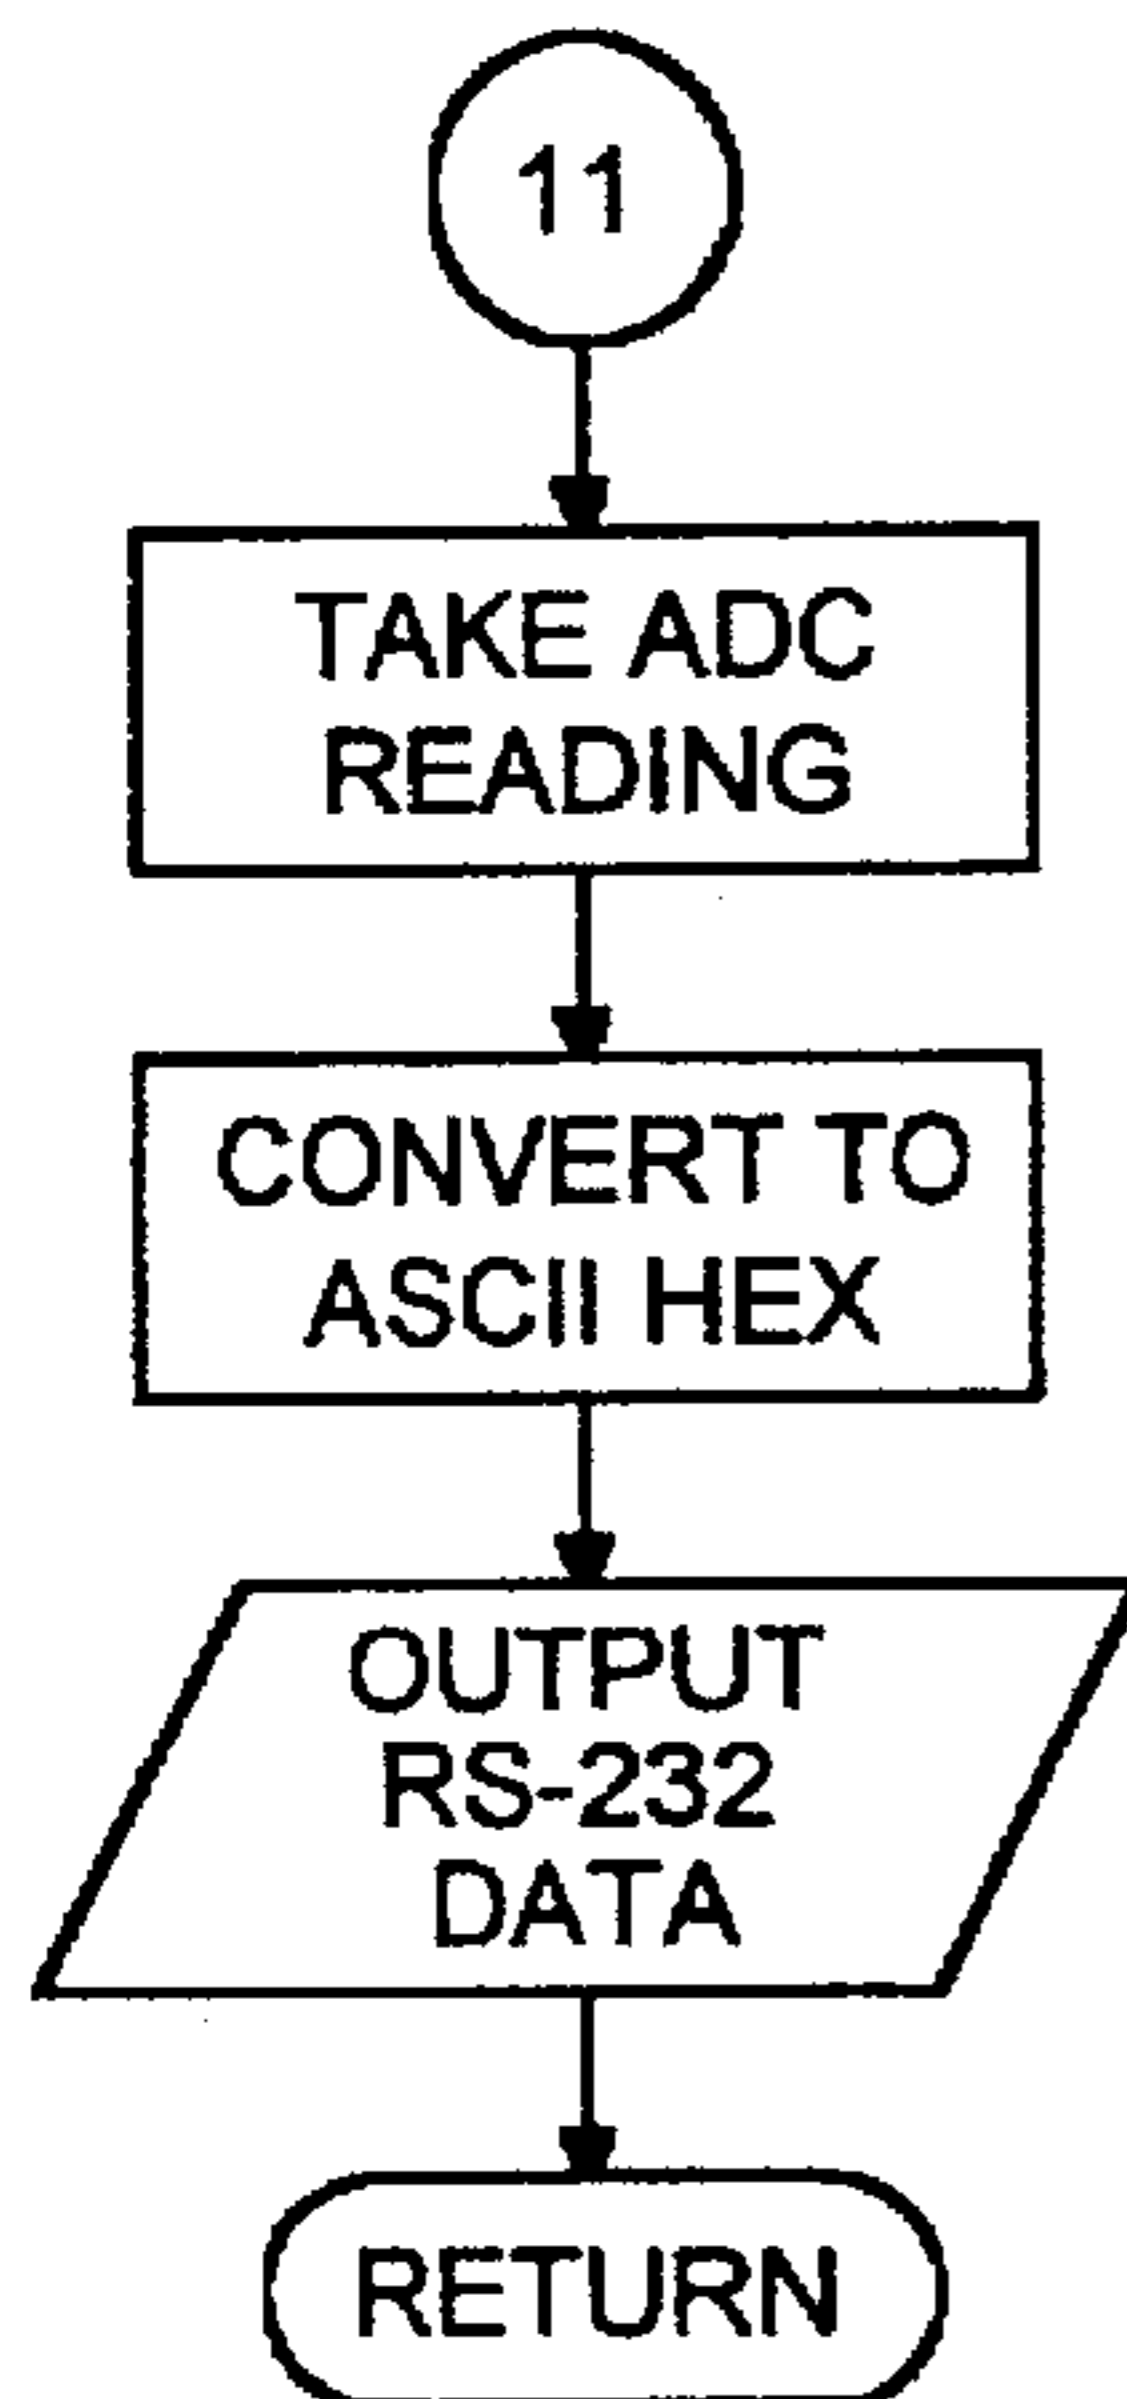 11
TAKE ADC
READING
CONVERT TO
ASCII HEX
OUTPUT
RS-232
DATA
RETURN